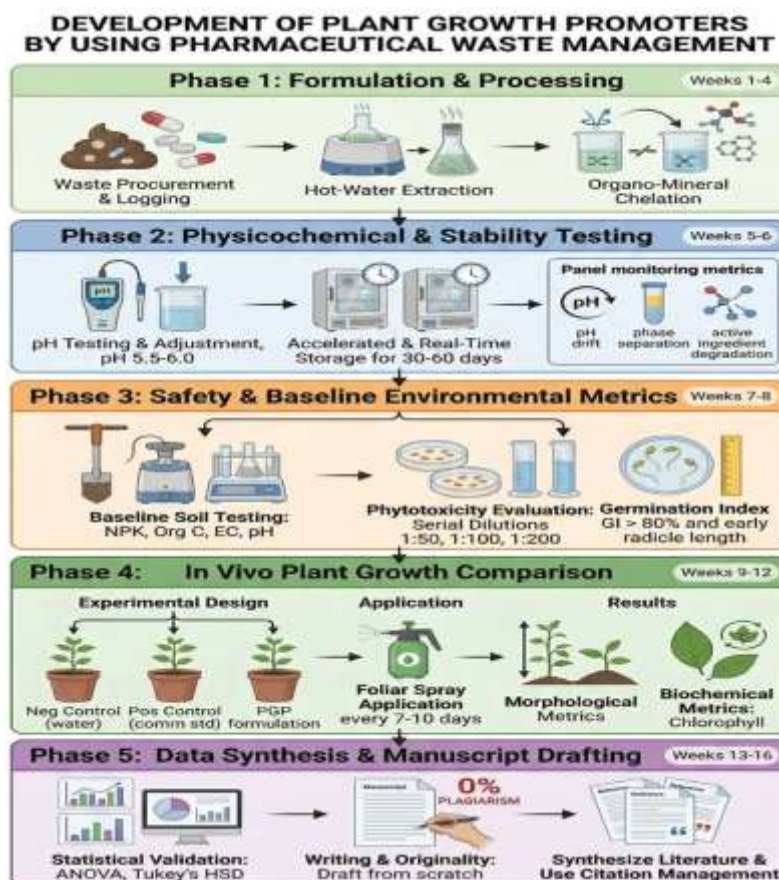 DEVELOPMENT OF PLANT GROWTH PROMOTERS
BY USING PHARMACEUTICAL WASTE MANAGEMENT
Phase 1: Formulation & Processing
Weeks 1-4
Waste Procurement
& Logging
Hot-Water Extraction
Organo-Mineral
Chelation
Phase 2: Physicochemical & Stability Testing
Weeks 5-6
pH
pH Testing & Adjustment,
pH 5.5-6.0
Accelerated & Real-Time
Storage for 30-60 days
Panel monitoring metrics
pH
pH
drift
phase
separation
active
ingredient
degradation
Phase 3: Safety & Baseline Environmental Metrics
Weeks 7-8
Baseline Soil Testing:
NPK, Org C, EC, pH
Phytotoxicity Evaluation:
Serial Dilutions
1:50, 1:100, 1:200
Germination Index
GI > 80% and early
radicle length
Phase 4: In Vivo Plant Growth Comparison
Weeks 9-12
Experimental Design
Neg Control
(water)
Pos Control
(comm std)
PGP
formulation
Application
Foliar Spray
Application
every 7-10 days
Results
Morphological
Metrics
Biochemical
Metrics:
Chlorophyll
Phase 5: Data Synthesis & Manuscript Drafting
Weeks 13-16
Statistical Validation:
ANOVA, Tukey's HSD
0%
PLAGIARISM
Writing & Originality:
Draft from scratch
Synthesize Literature &
Use Citation Management